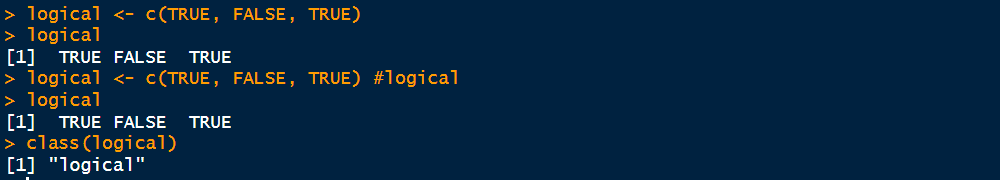 > logical <- c(TRUE, FALSE, TRUE)
> logical
[1]  TRUE FALSE  TRUE
> logical <- c(TRUE, FALSE, TRUE) #logical
> logical
[1]  TRUE FALSE  TRUE
> class(logical)
[1] "logical"